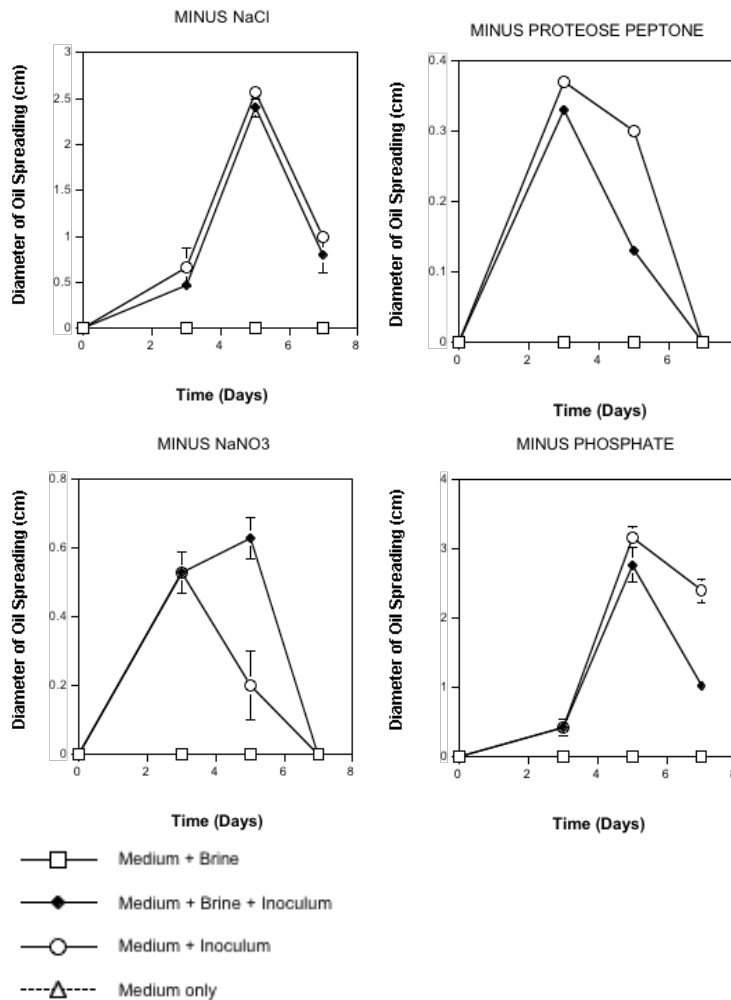 MINUS NaCl
Diameter of Oil Spreading (cm)
3
2.5
2
1.5
1
0.5
0
0 2 4 6 8
Time (Days)
MINUS PROTEOSE PEPTONE
Diameter of Oil Spreading (cm)
0.4
0.3
0.2
0.1
0
0 2 4 6 8
Time (Days)
MINUS NaNO3
Diameter of Oil Spreading (cm)
0.8
0.6
0.4
0.2
0
0 2 4 6 8
Time (Days)
MINUS PHOSPHATE
Diameter of Oil Spreading (cm)
4
3
2
1
0
0 2 4 6 8
Time (Days)
Medium + Brine
Medium + Brine + Inoculum
Medium + Inoculum
Medium only